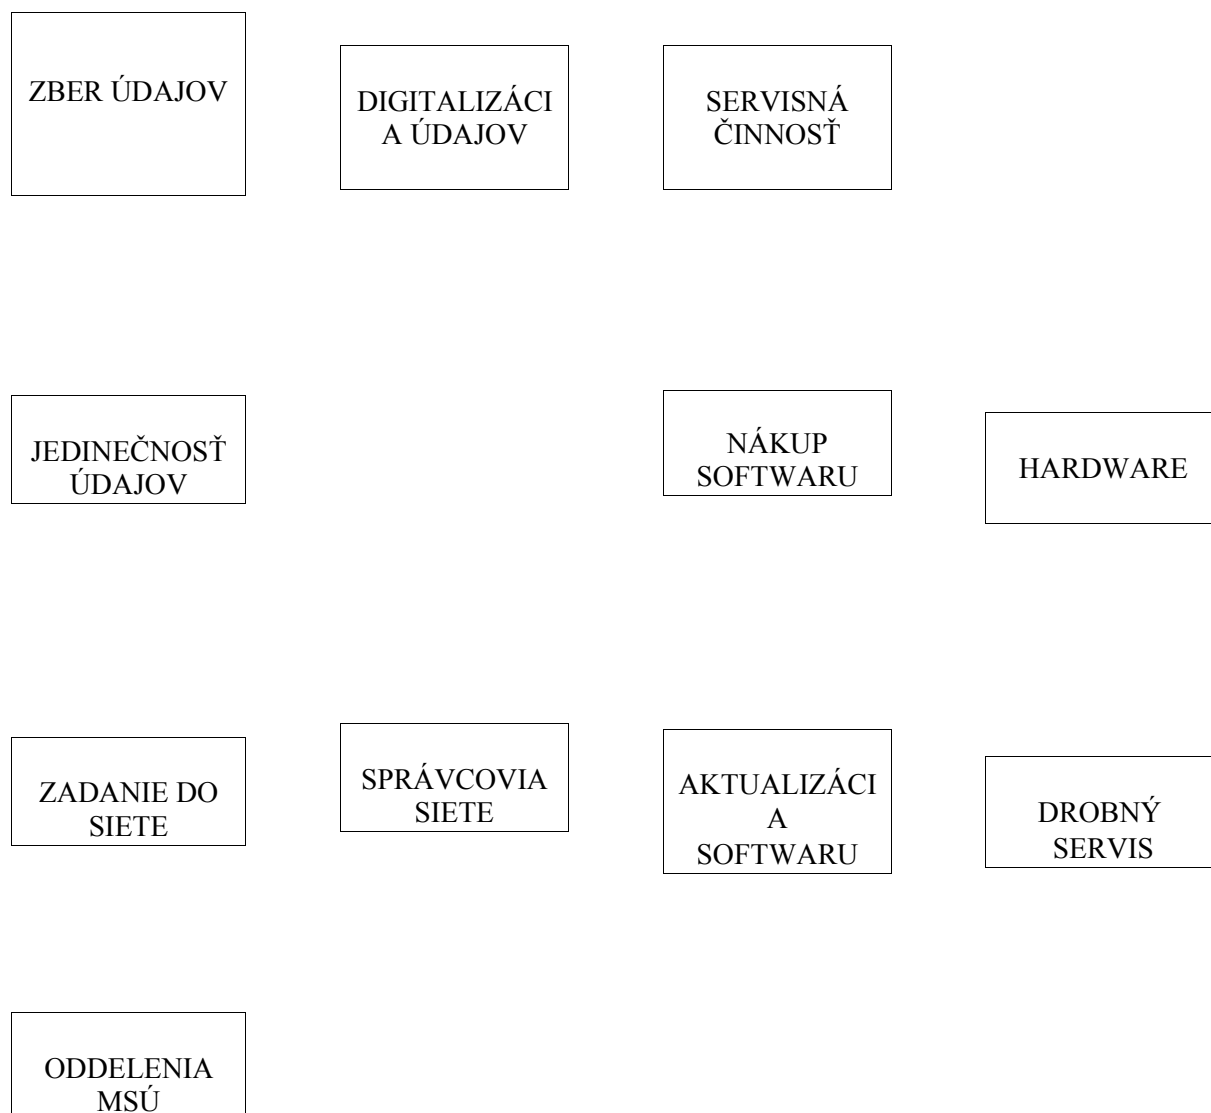 ZBER ÚDAJOV
DIGITALIZÁCI
A ÚDAJOV
SERVISNÁ
ČINNOSŤ
JEDINEČNOSŤ
ÚDAJOV
NÁKUP
SOFTWARU
HARDWARE
ZADANIE DO
SIETE
SPRÁVCOVIA
SIETE
AKTUALIZÁCI
A
SOFTWARU
DROBNÝ
SERVIS
ODDELENIA
MSÚ